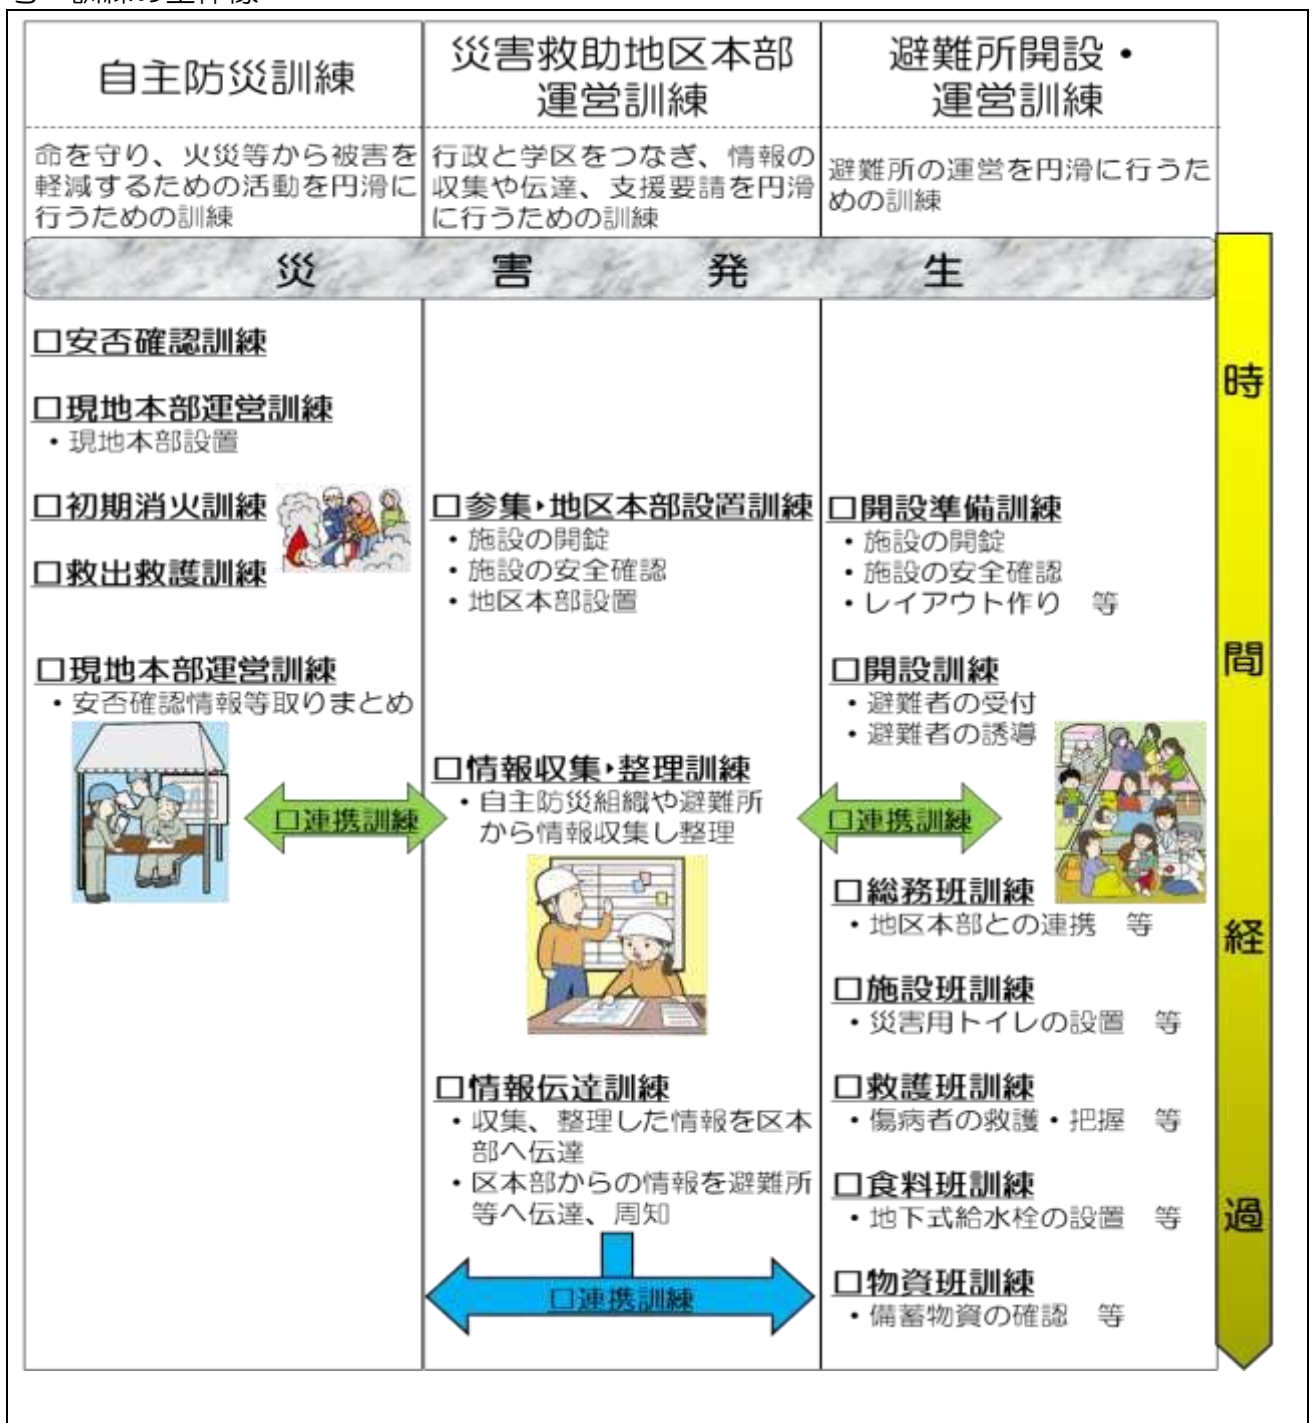 自主防災訓練
災害救助地区本部
運営訓練
避難所開設・
運営訓練
命を守り、火災等から被害を
軽減するための活動を円滑に
行うための訓練
行政と学区をつなぎ、情報の
収集や伝達、支援要請を円滑
に行うための訓練
避難所の運営を円滑に行うた
めの訓練
災害発生
□安否確認訓練
□現地本部運営訓練
・現地本部設置
□初期消火訓練
□救出救護訓練
□現地本部運営訓練
・安否確認情報等取りまとめ
□連携訓練
□参集・地区本部設置訓練
・施設の開錠
・施設の安全確認
・地区本部設置
□情報収集・整理訓練
・自主防災組織や避難所
から情報収集し整理
□情報伝達訓練
・収集、整理した情報を区本
部へ伝達
・区本部からの情報を避難所
等へ伝達、周知
□連携訓練
□開設準備訓練
・施設の開錠
・施設の安全確認
・レイアウト作り 等
□開設訓練
・避難者の受付
・避難者の誘導
□連携訓練
□総務班訓練
・地区本部との連携 等
□施設班訓練
・災害用トイレの設置 等
□救護班訓練
・傷病者の救護・把握 等
□食料班訓練
・地下式給水栓の設置 等
□物資班訓練
・備蓄物資の確認 等
時間経過